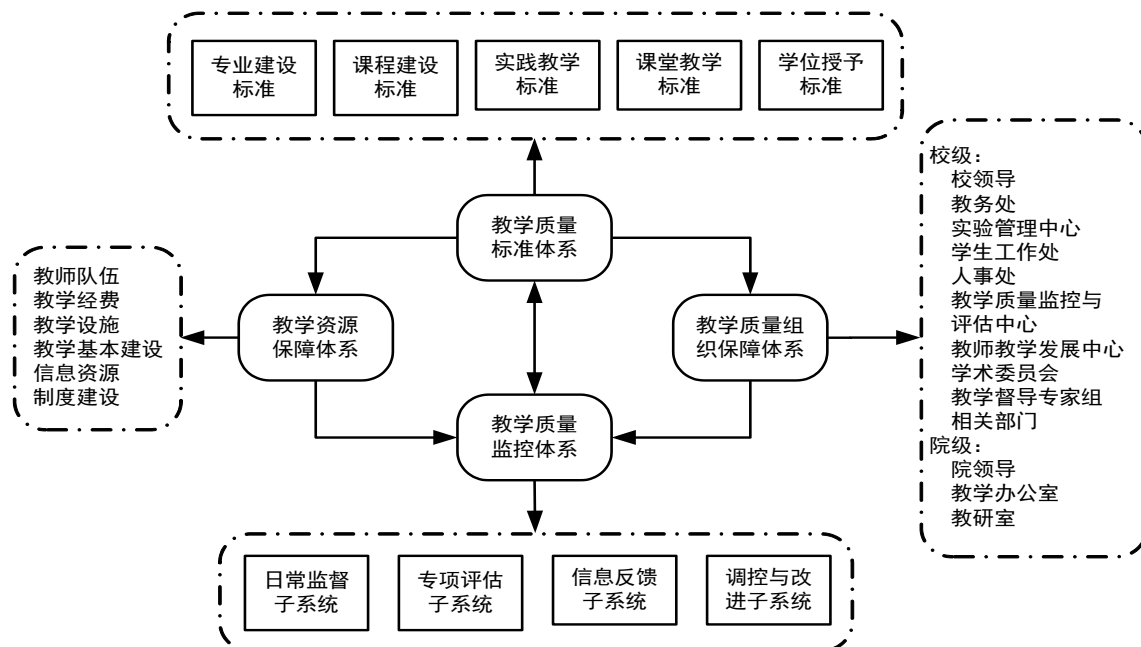 专业建设
标准
课程建设
标准
实践教学
标准
课堂教学
标准
学位授予
标准
教学质量
标准体系
教师队伍
教学经费
教学设施
教学基本建设
信息资源
制度建设
教学资源
保障体系
教学质量组
织保障体系
校级：
校领导
教务处
实验管理中心
学生工作处
人事处
教学质量监控与
评估中心
教师教学发展中心
学术委员会
教学督导专家组
相关部门
院级：
院领导
教学办公室
教研室
教学质量
监控体系
日常监督
子系统
专项评估
子系统
信息反馈
子系统
调控与改
进子系统